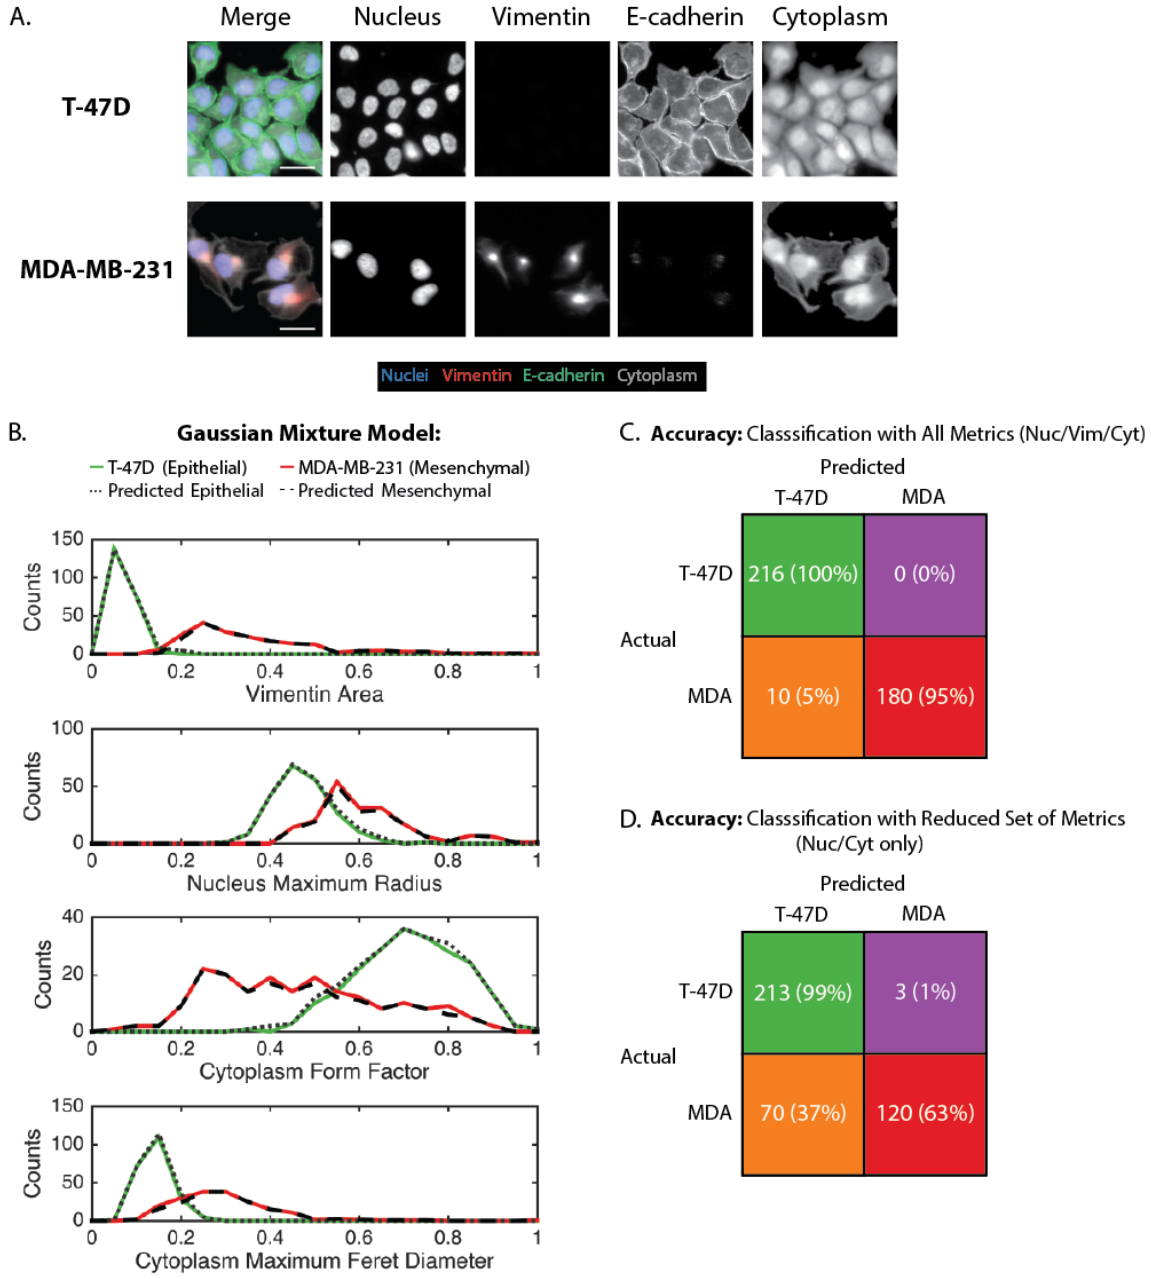 A.
Merge Nucleus Vimentin E-cadherin Cytoplasm
T-47D
MDA-MB-231
Nuclei Vimentin E-cadherin Cytoplasm
B.
Gaussian Mixture Model:
T-47D (Epithelial) MDA-MB-231 (Mesenchymal)
Predicted Epithelial Predicted Mesenchymal
150
100
50
0
Counts
0 0.2 0.4 0.6 0.8 1
Vimentin Area
100
50
0
Counts
0 0.2 0.4 0.6 0.8 1
Nucleus Maximum Radius
40
20
0
Counts
0 0.2 0.4 0.6 0.8 1
Cytoplasm Form Factor
150
100
50
0
Counts
0 0.2 0.4 0.6 0.8 1
Cytoplasm Maximum Feret Diameter
C. Accuracy: Classsification with All Metrics (Nuc/Vim/Cyt)
Predicted
T-47D MDA
T-47D 216 (100%) 0 (0%)
Actual
MDA 10 (5%) 180 (95%)
D. Accuracy: Classsification with Reduced Set of Metrics
(Nuc/Cyt only)
Predicted
T-47D MDA
T-47D 213 (99%) 3 (1%)
Actual
MDA 70 (37%) 120 (63%)